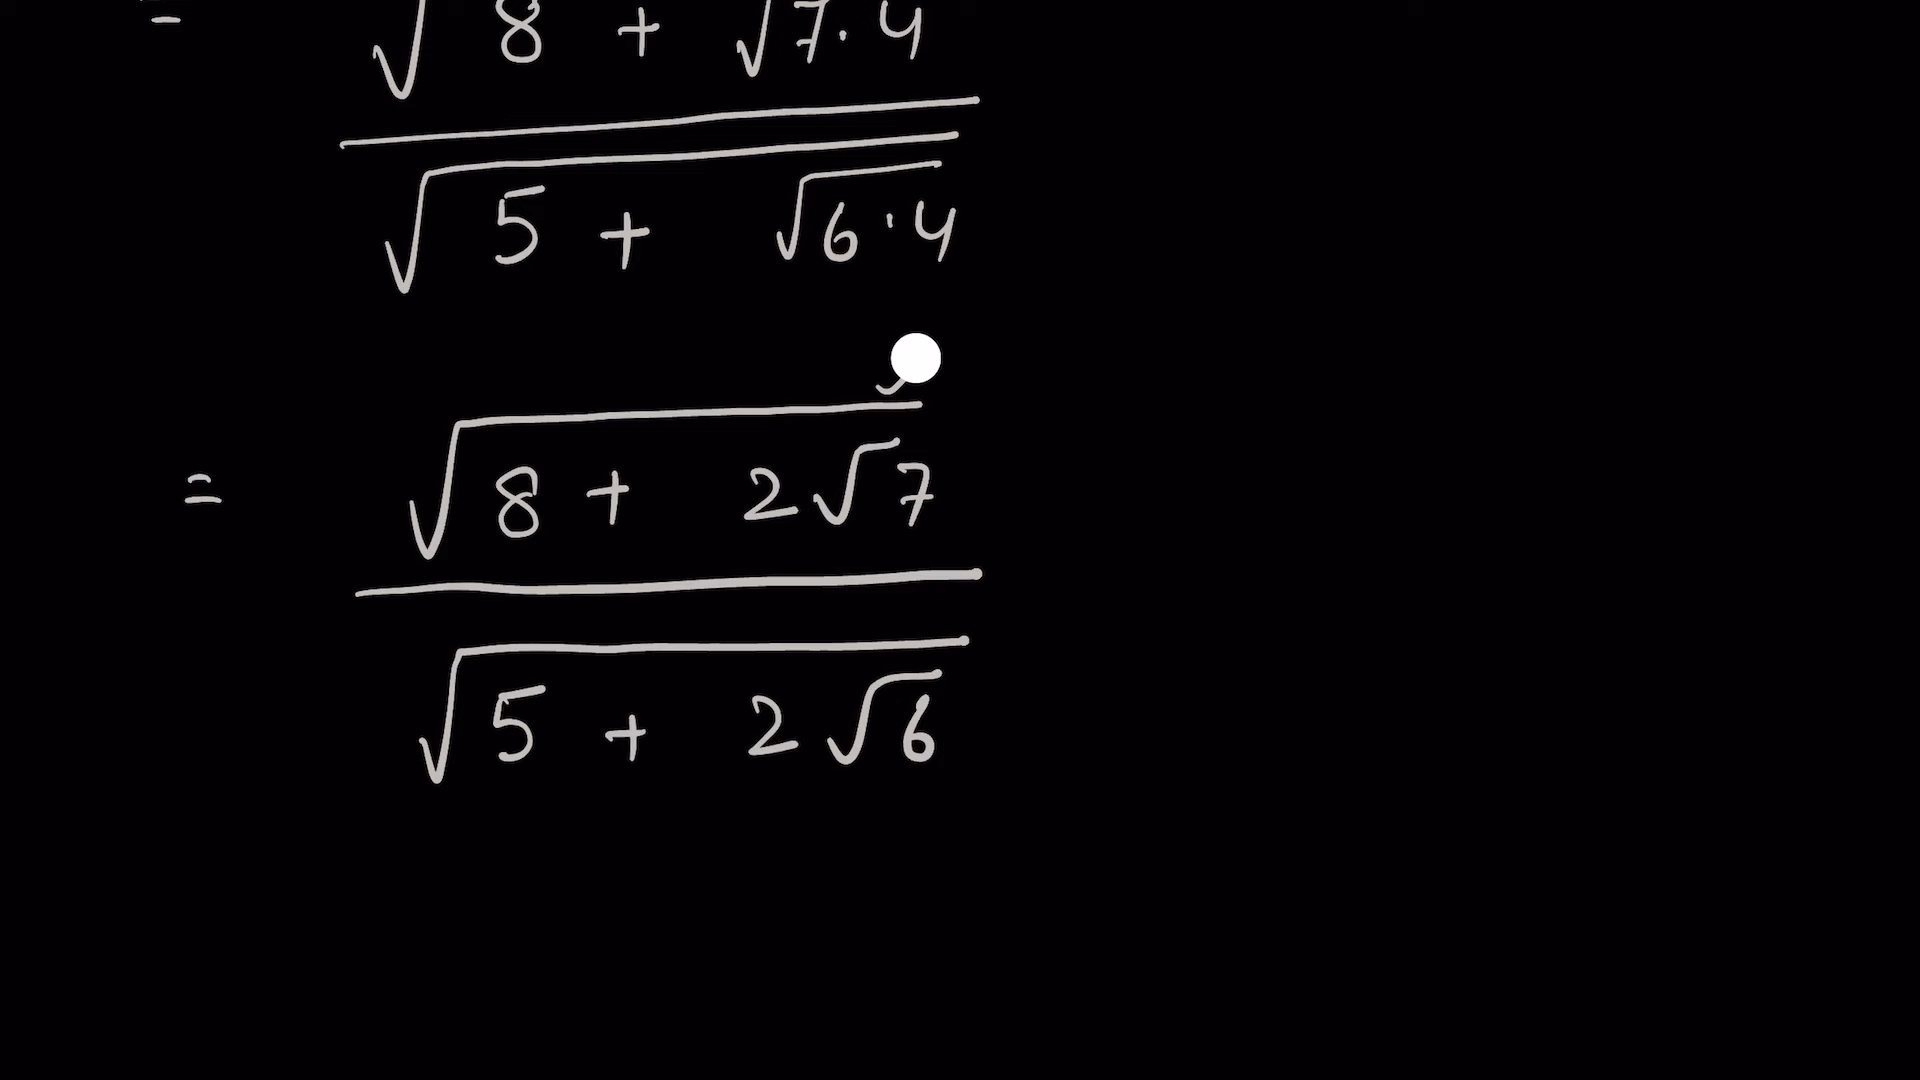 = √8 + √7·4
√5 + √6·4
= √8 + 2√7
√5 + 2√6